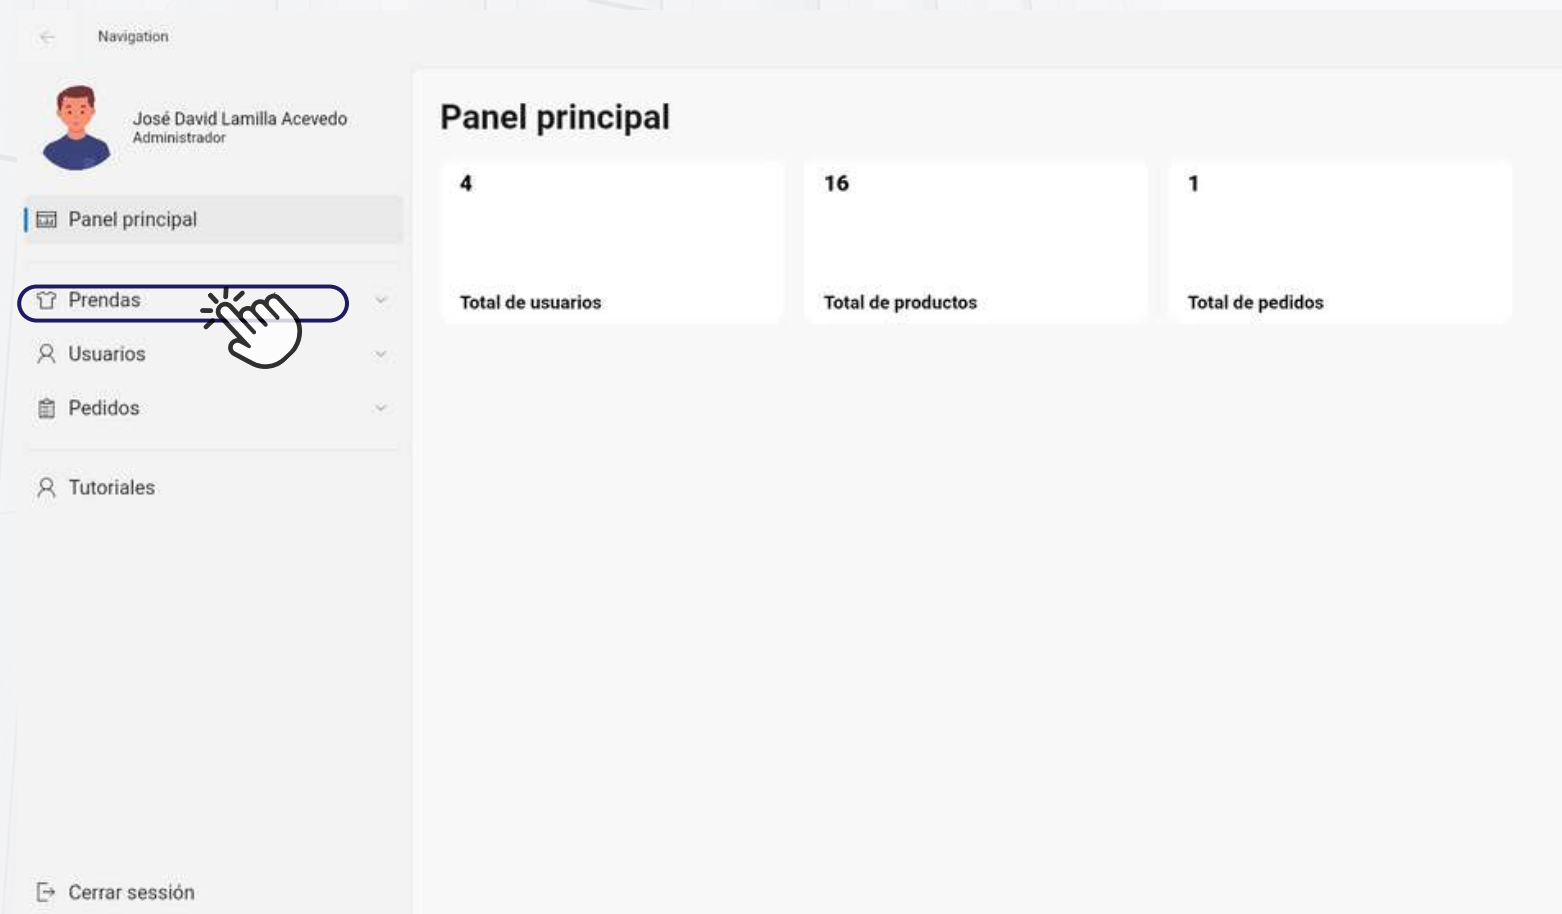 Navigation
José David Lamilla Acevedo
Administrador
Panel principal
Prendas
Usuarios
Pedidos
Tutoriales
Cerrar sessión
Panel principal
4
Total de usuarios
16
Total de productos
1
Total de pedidos